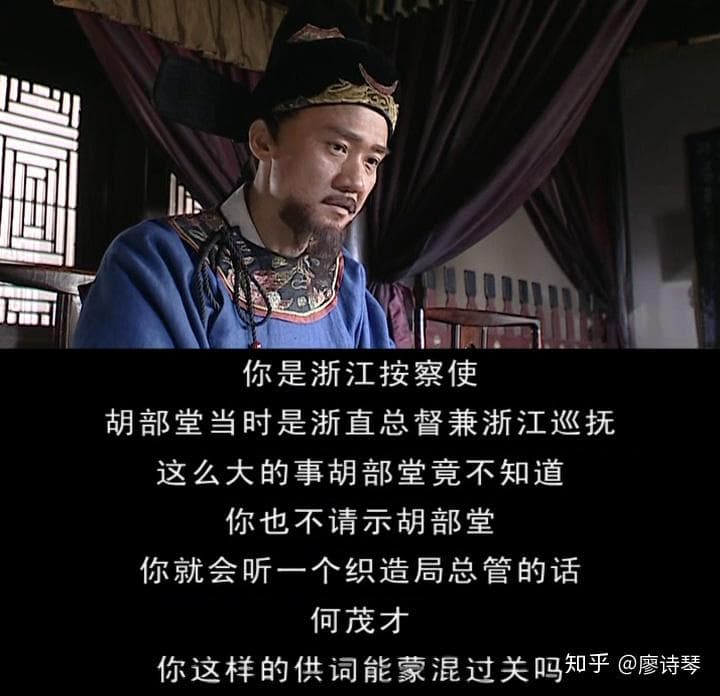 你是浙江按察使
胡部堂当时是浙直总督兼浙江巡抚
这么大的事胡部堂竟不知道
你也不请示胡部堂
你就会听一个织造局总管的话
何茂才
你这样的供词能蒙混过关吗
知乎 @廖诗琴